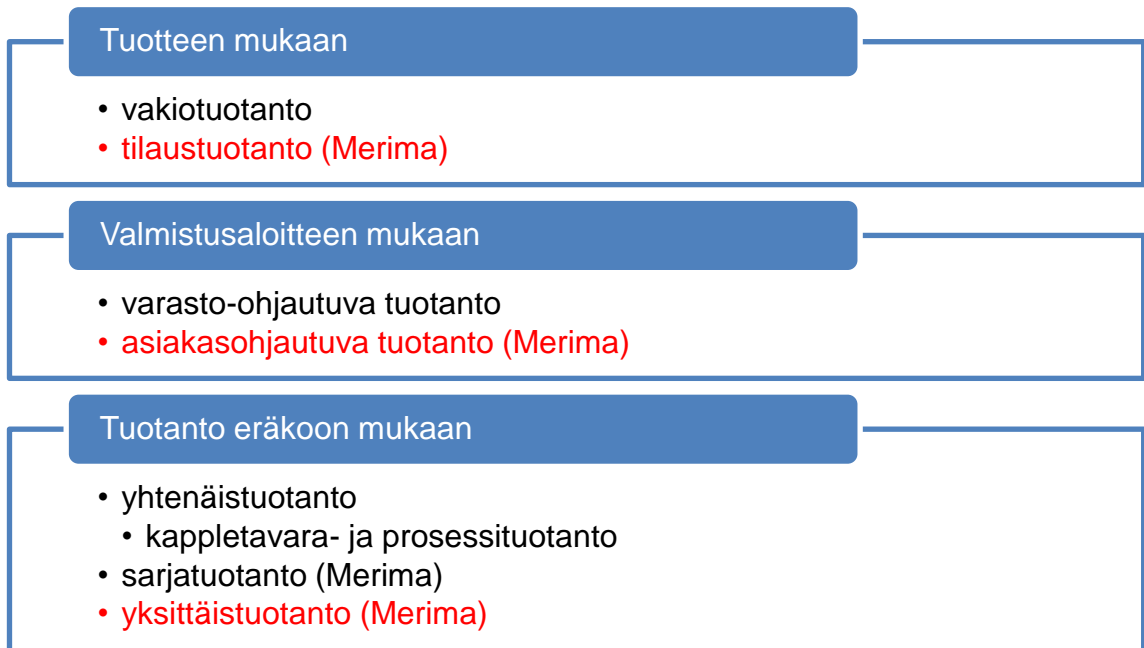 Tuotteen mukaan
• vakiotuotanto
• tilaustuotanto (Merima)
Valmistusaloitteen mukaan
• varasto-ohjautuva tuotanto
• asiakasohjautuva tuotanto (Merima)
Tuotanto eräkoon mukaan
• yhtenäistuotanto
• kappletavara- ja prosessituotanto
• sarjatuotanto (Merima)
• yksittäistuotanto (Merima)